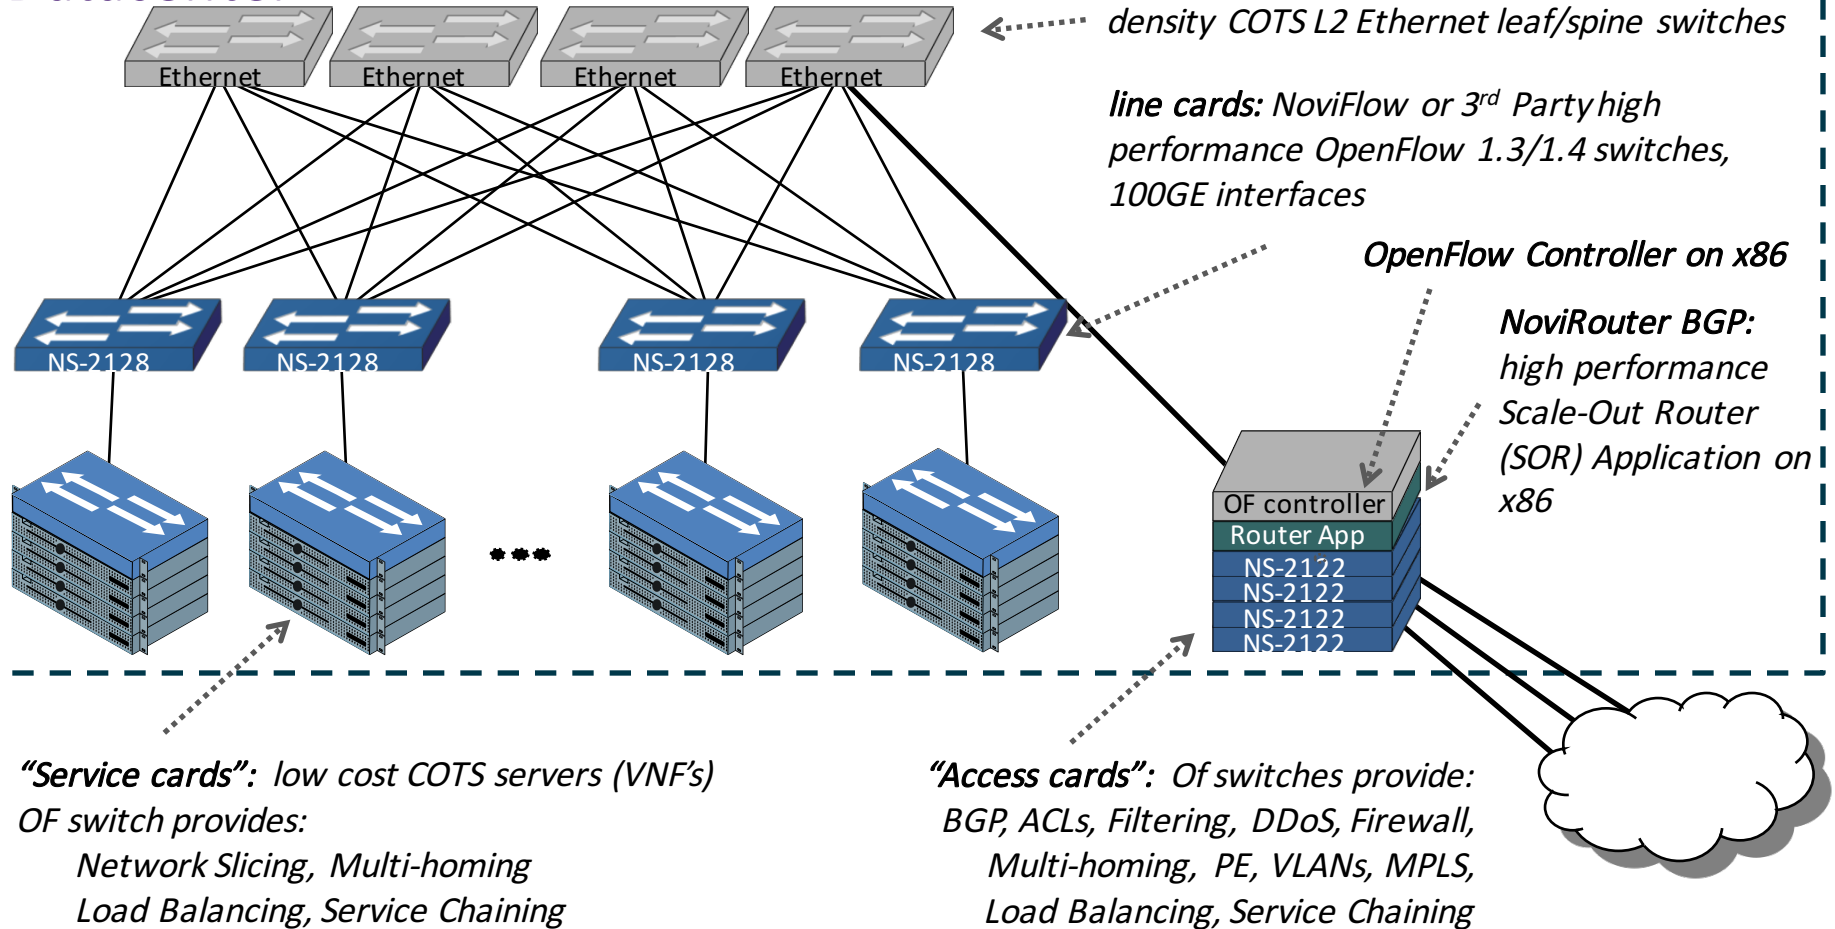 density COTS L2 Ethernet leaf/spine switches
Ethernet
Ethernet
Ethernet
Ethernet
line cards: NoviFlow or 3rd Party high
performance OpenFlow 1.3/1.4 switches,
100GE interfaces
OpenFlow Controller on x86
NoviRouter BGP:
high performance
Scale-Out Router
(SOR) Application on
x86
NS-2128
NS-2128
NS-2128
NS-2128
OF controller
Router App
NS-2122
NS-2122
NS-2122
NS-2122
“Service cards”: low cost COTS servers (VNF’s)
OF switch provides:
Network Slicing, Multi-homing
Load Balancing, Service Chaining
“Access cards”: Of switches provide:
BGP, ACLs, Filtering, DDoS, Firewall,
Multi-homing, PE, VLANs, MPLS,
Load Balancing, Service Chaining